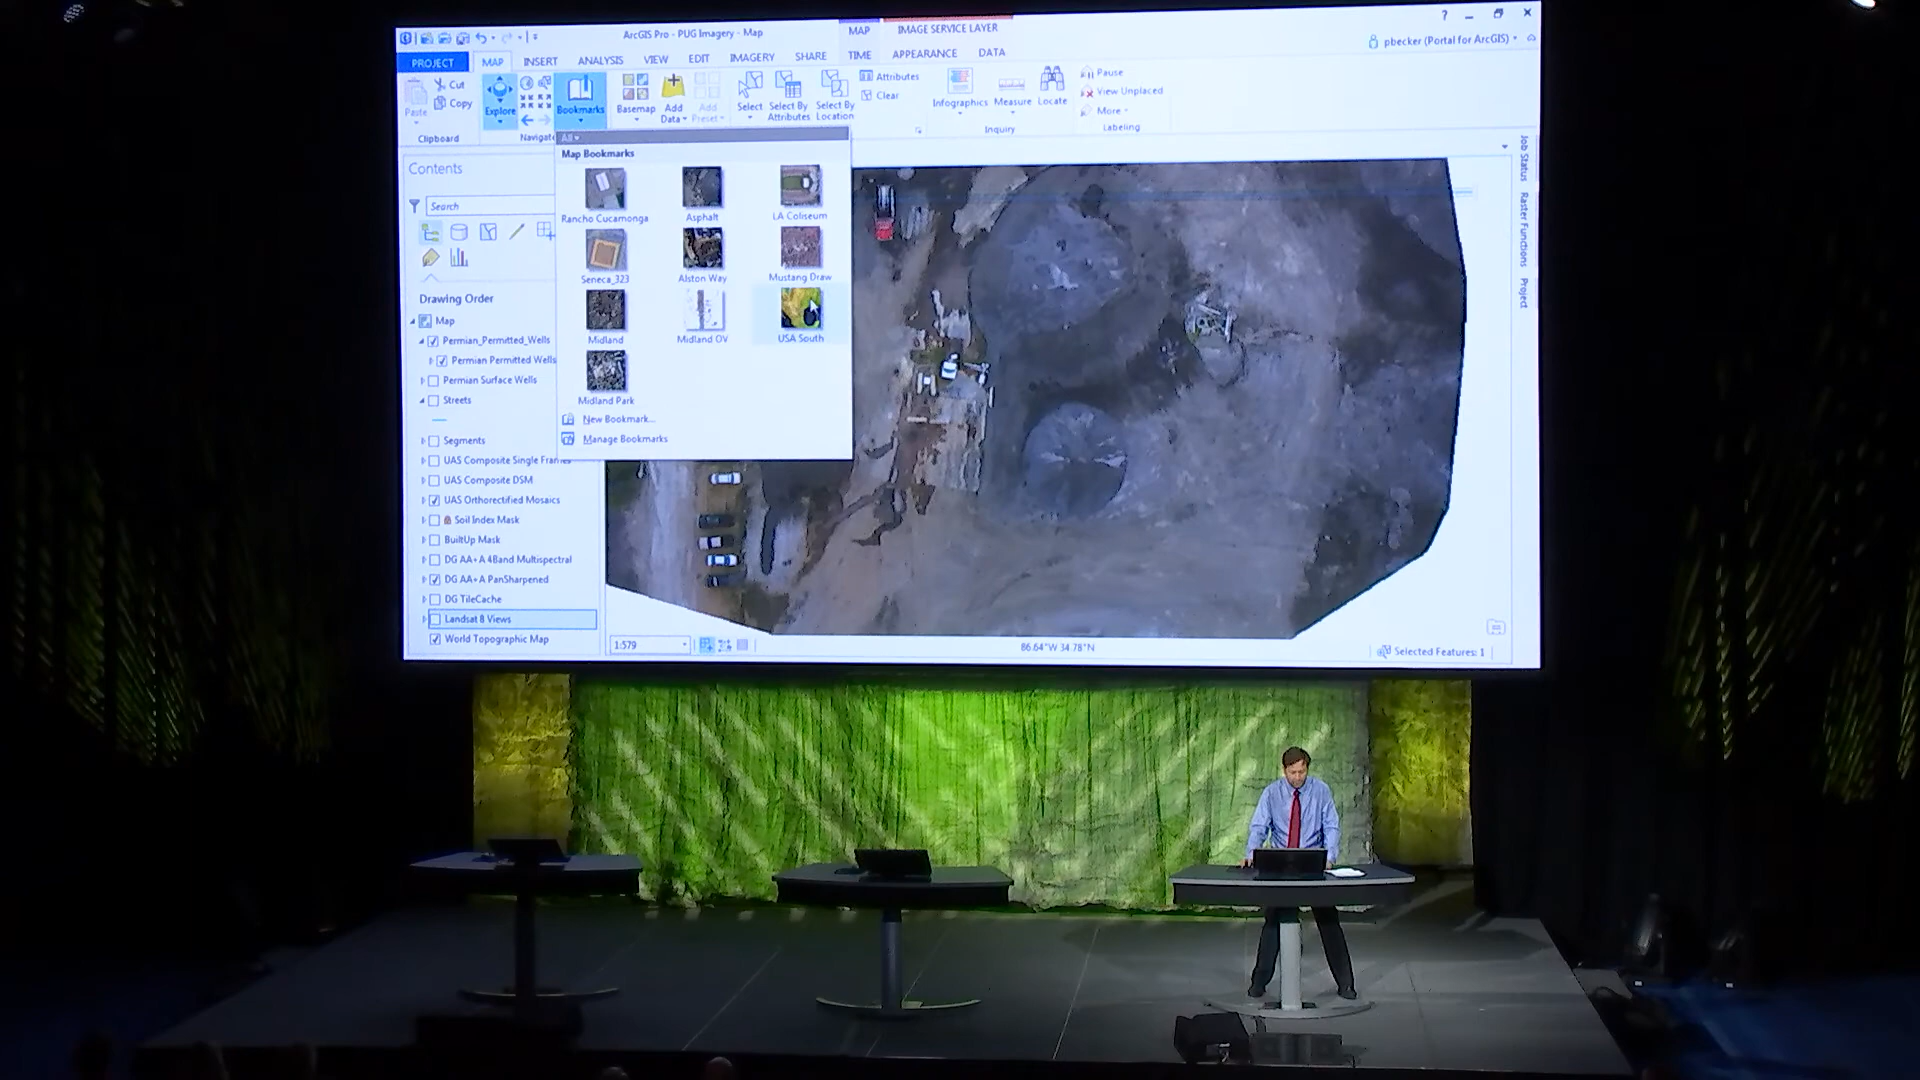 ArcGIS Pro - PUG Imagery - Map
MAP
IMAGE SERVICE LAYER
?
pbecker (Portal for ArcGIS)
PROJECT
MAP
INSERT
ANALYSIS
VIEW
EDIT
IMAGERY
SHARE
TIME
APPEARANCE
DATA
Paste
Cut
Copy
Clipboard
Explore
Navigate
Bookmarks
Basemap
Add Data
Add Preset
Select
Select By Attributes
Select By Location
Attributes
Clear
Infographics
Measure
Locate
Inquiry
Pause
View Unplaced
More
Labeling
All
Map Bookmarks
Rancho Cucamonga
Asphalt
LA Coliseum
Seneca_323
Alston Way
Mustang Draw
Midland
Midland OV
USA South
Midland Park
New Bookmark...
Manage Bookmarks
Contents
Search
Drawing Order
Map
Permian_Permitted_Wells
Permian Permitted Wells
Permian Surface Wells
Streets
Segments
UAS Composite Single Frames
UAS Composite DSM
UAS Orthorectified Mosaics
Soil Index Mask
BuiltUp Mask
DG AA+A 4Band Multispectral
DG AA+A PanSharpened
DG TileCache
Landsat 8 Views
World Topographic Map
1:579
86.64°W 34.78°N
Selected Features: 1
Job Status
Raster Functions
Project